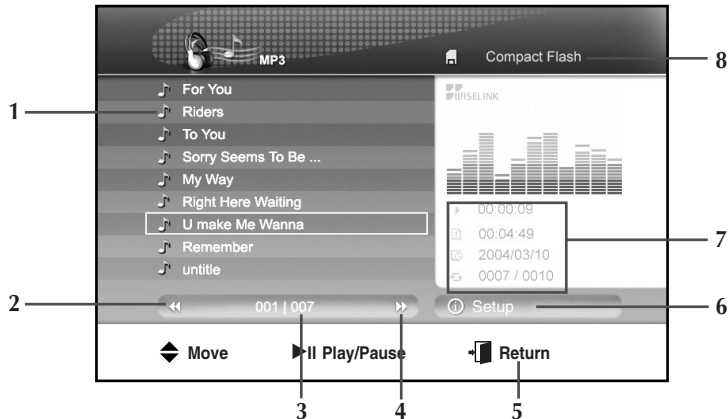 MP3
Compact Flash
8
For You
WISELINK
1
Riders
To You
Sorry Seems To Be ...
My Way
Right Here Waiting
00:00:09
U make Me Wanna
00:04:49
7
Remember
2004/03/10
untitle
0007 / 0010
2
001 | 007
Setup
6
Move
Play/Pause
Return
3
4
5